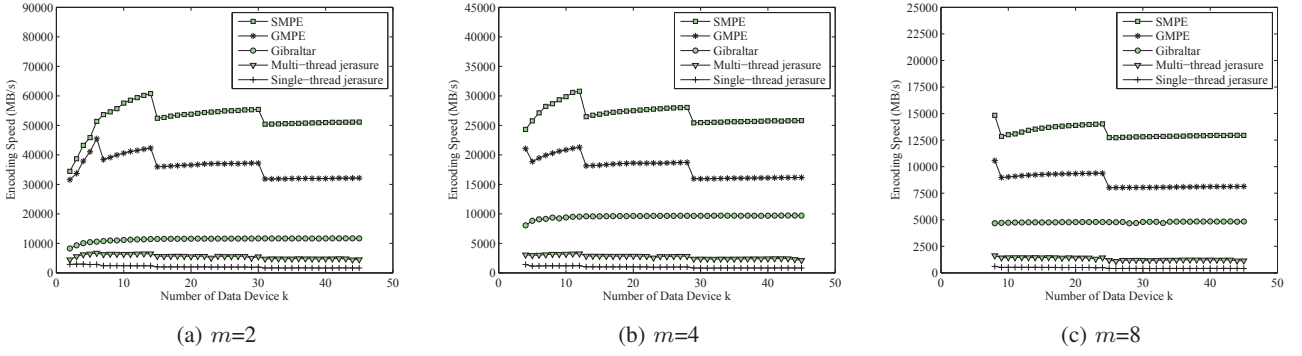 90000
80000
70000
60000
50000
40000
30000
20000
10000
0
Encoding Speed (MB/s)
0 10 20 30 40 50
Number of Data Device k
SMPE
GMPE
Gibraltar
Multi−thread jerasure
Single−thread jerasure
(a) m=2
45000
40000
35000
30000
25000
20000
15000
10000
5000
0
Encoding Speed (MB/s)
0 10 20 30 40 50
Number of Data Device k
SMPE
GMPE
Gibraltar
Multi−thread jerasure
Single−thread jerasure
(b) m=4
25000
22500
20000
17500
15000
12500
10000
7500
5000
2500
0
Encoding Speed (MB/s)
0 10 20 30 40 50
Number of Data Device k
SMPE
GMPE
Gibraltar
Multi−thread jerasure
Single−thread jerasure
(c) m=8